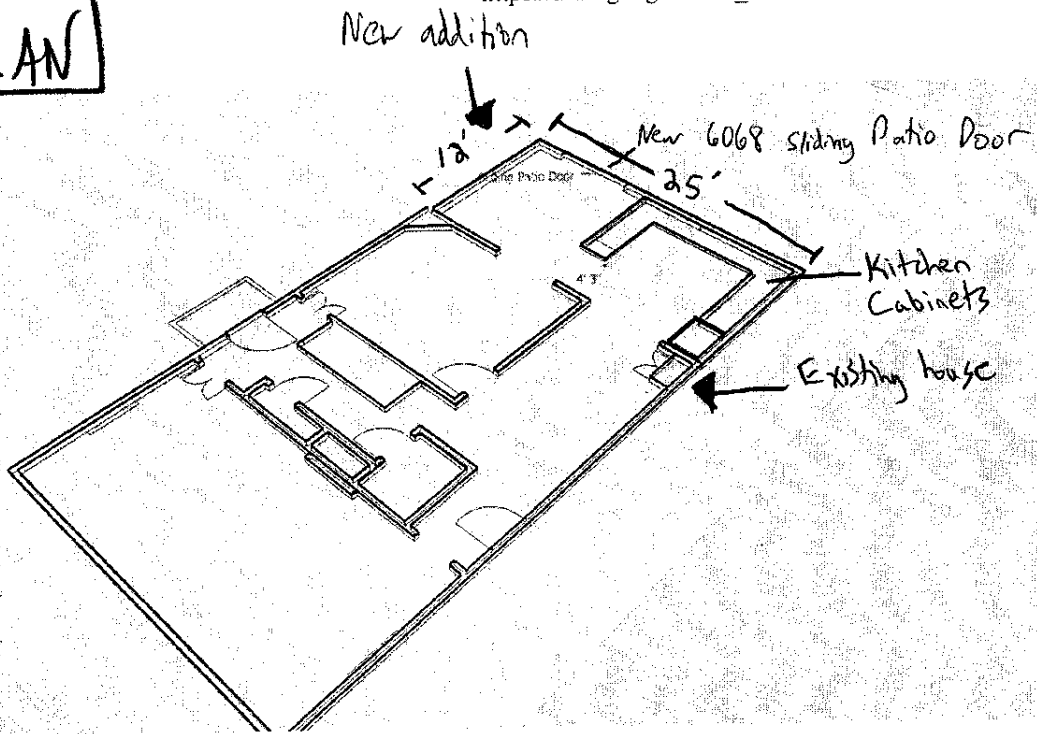 New addition
AN
12'
New 6068 sliding Patio Door
Patio Door
25'
4' 3"
Kitchen
Cabinets
Existing house